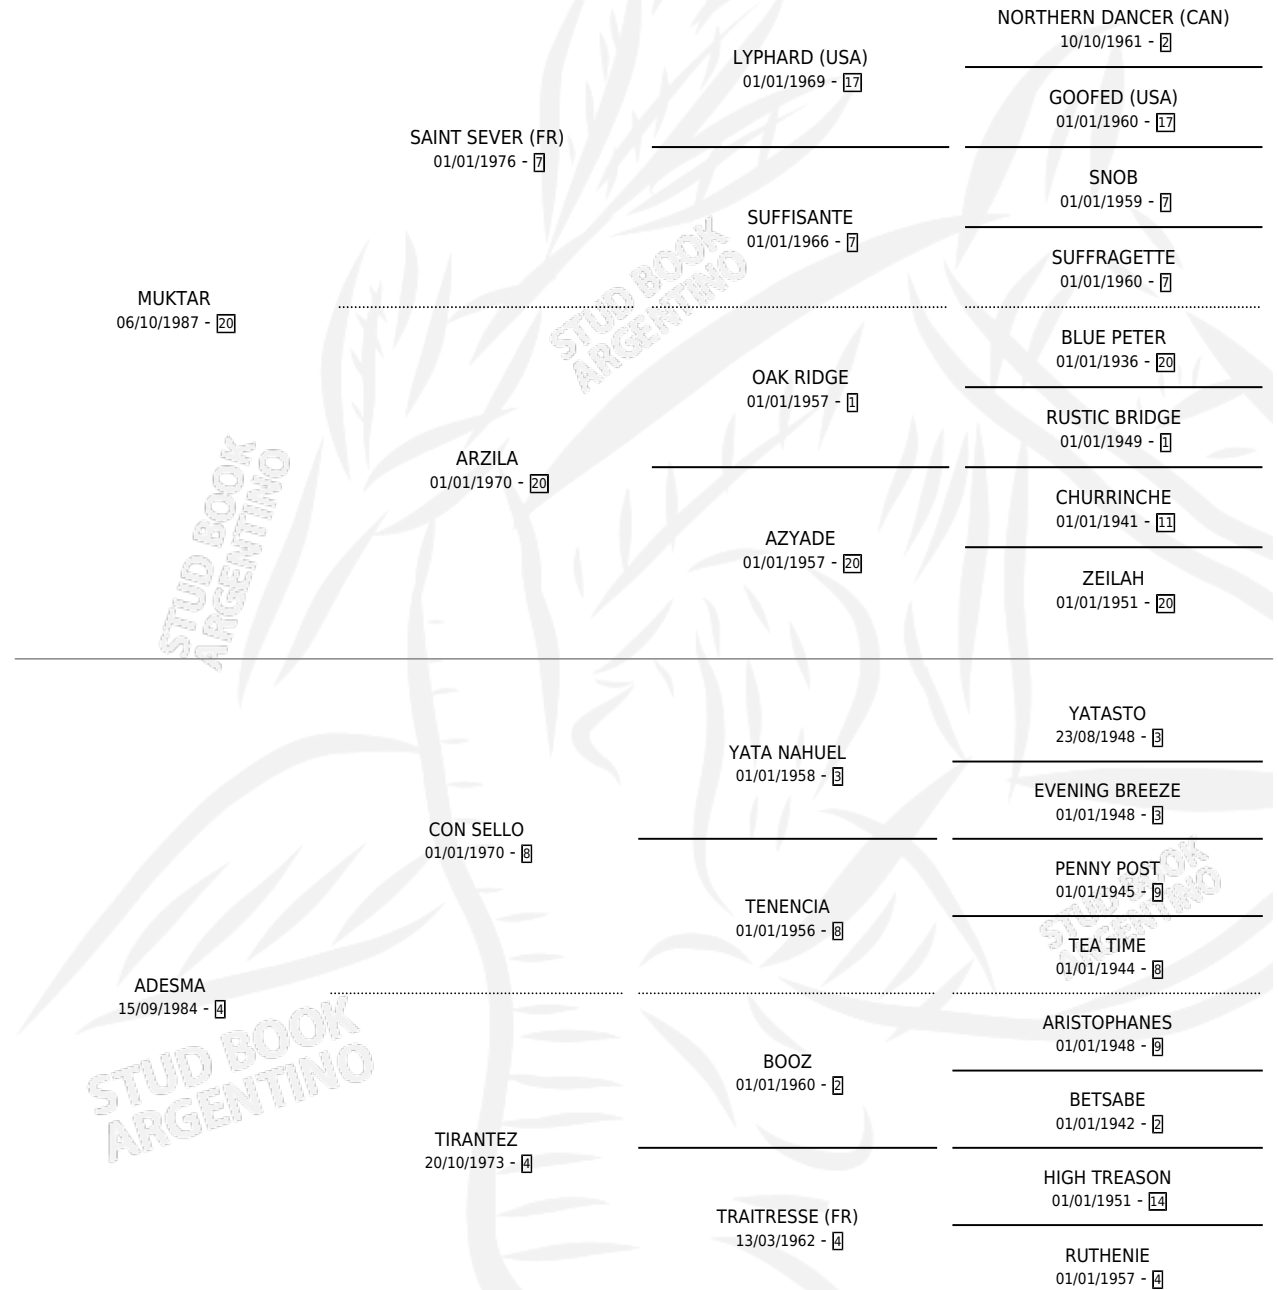 NORTHERN DANCER (CAN)
10/10/1961 - 2
LYPHARD (USA)
01/01/1969 - 17
GOOFED (USA)
01/01/1960 - 17
SAINT SEVER (FR)
01/01/1976 - 7
SNOB
01/01/1959 - 7
SUFFISANTE
01/01/1966 - 7
SUFFRAGETTE
01/01/1960 - 7
MUKTAR
06/10/1987 - 20
BLUE PETER
01/01/1936 - 20
OAK RIDGE
01/01/1957 - 1
RUSTIC BRIDGE
01/01/1949 - 1
ARZILA
01/01/1970 - 20
CHURRINCHE
01/01/1941 - 11
AZYADE
01/01/1957 - 20
ZEILAH
01/01/1951 - 20
YATASTO
23/08/1948 - 3
YATA NAHUEL
01/01/1958 - 3
EVENING BREEZE
01/01/1948 - 3
CON SELLO
01/01/1970 - 8
PENNY POST
01/01/1945 - 9
TENENCIA
01/01/1956 - 8
TEA TIME
01/01/1944 - 8
ADESMA
15/09/1984 - 4
ARISTOPHANES
01/01/1948 - 9
BOOZ
01/01/1960 - 2
BETSABE
01/01/1942 - 2
TIRANTEZ
20/10/1973 - 4
HIGH TREASON
01/01/1951 - 14
TRAITRESSE (FR)
13/03/1962 - 4
RUTHENIE
01/01/1957 - 4
STUD BOOK
ARGENTINO
STUD BOOK
ARGENTINO
STUD BOOK
ARGENTINO
STUD BOOK
ARGENTINO